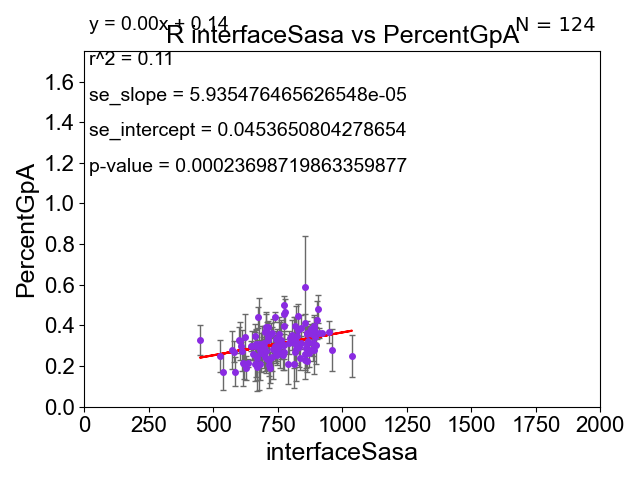 y = 0.00x + 0.14
N = 124
R interfaceSasa vs PercentGpA
r^2 = 0.11
se_slope = 5.935476465626548e-05
se_intercept = 0.0453650804278654
p-value = 0.00023698719863359877
PercentGpA
1.6
1.4
1.2
1.0
0.8
0.6
0.4
0.2
0.0
0 250 500 750 1000 1250 1500 1750 2000
interfaceSasa